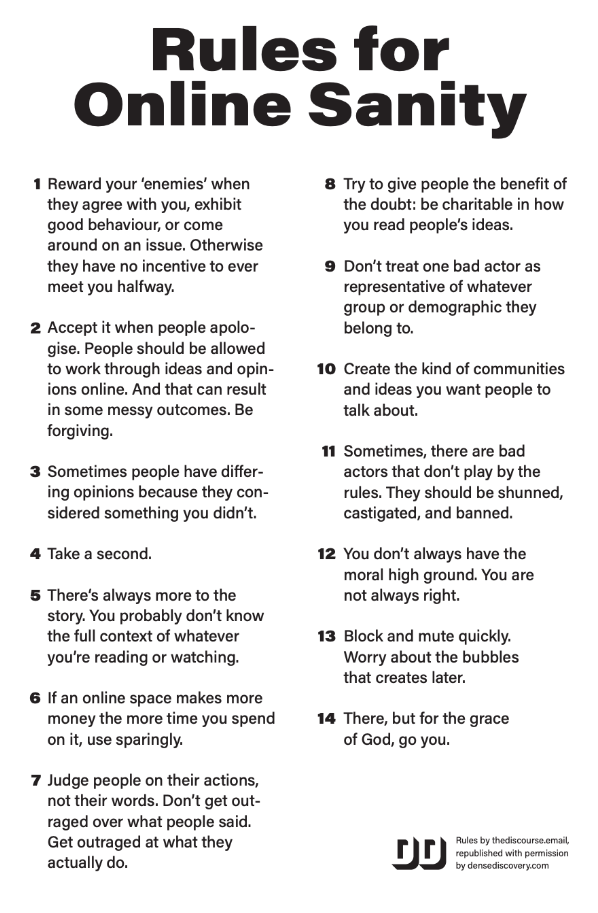 Rules for
Online Sanity
1 Reward your ‘enemies’ when
they agree with you, exhibit
good behaviour, or come
around on an issue. Otherwise
they have no incentive to ever
meet you halfway.
2 Accept it when people apolo-
gise. People should be allowed
to work through ideas and opin-
ions online. And that can result
in some messy outcomes. Be
forgiving.
3 Sometimes people have differ-
ing opinions because they con-
sidered something you didn’t.
4 Take a second.
5 There’s always more to the
story. You probably don’t know
the full context of whatever
you’re reading or watching.
6 If an online space makes more
money the more time you spend
on it, use sparingly.
7 Judge people on their actions,
not their words. Don’t get out-
raged over what people said.
Get outraged at what they
actually do.
8 Try to give people the benefit of
the doubt: be charitable in how
you read people’s ideas.
9 Don’t treat one bad actor as
representative of whatever
group or demographic they
belong to.
10 Create the kind of communities
and ideas you want people to
talk about.
11 Sometimes, there are bad
actors that don’t play by the
rules. They should be shunned,
castigated, and banned.
12 You don’t always have the
moral high ground. You are
not always right.
13 Block and mute quickly.
Worry about the bubbles
that creates later.
14 There, but for the grace
of God, go you.
DD
Rules by thediscourse.email,
republished with permission
by densediscovery.com